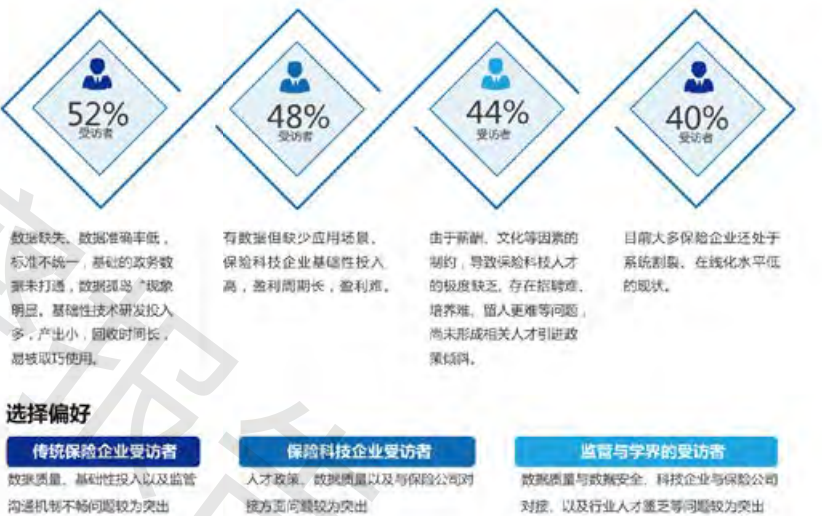 52%
受访者
48%
受访者
44%
受访者
40%
受访者
数据缺失、数据准确率低，
标准不统一，基础的政务数
据未打通，数据孤岛“现象
明显。基础性技术研发投入
多，产出小，回收时间长，
易被取巧使用。
有数据但缺少应用场景、
保险科技企业基础性投入
高，盈利周期长，盈利难。
由于薪酬、文化等因素的
制约，导致保险科技人才
的极度缺乏，存在招聘难、
培养难、留人更难等问题，
尚未形成相关人才引进政
策倾斜。
目前大多保险企业还处于
系统割裂、在线化水平低
的现状。
选择偏好
传统保险企业受访者
数据质量、基础性投入以及监管
沟通机制不畅问题较为突出
保险科技企业受访者
人才政策、数据质量以及与保险公司对
接方面问题较为突出
监管与学界的受访者
数据质量与数据安全、科技企业与保险公司
对接、以及行业人才匮乏等问题较为突出